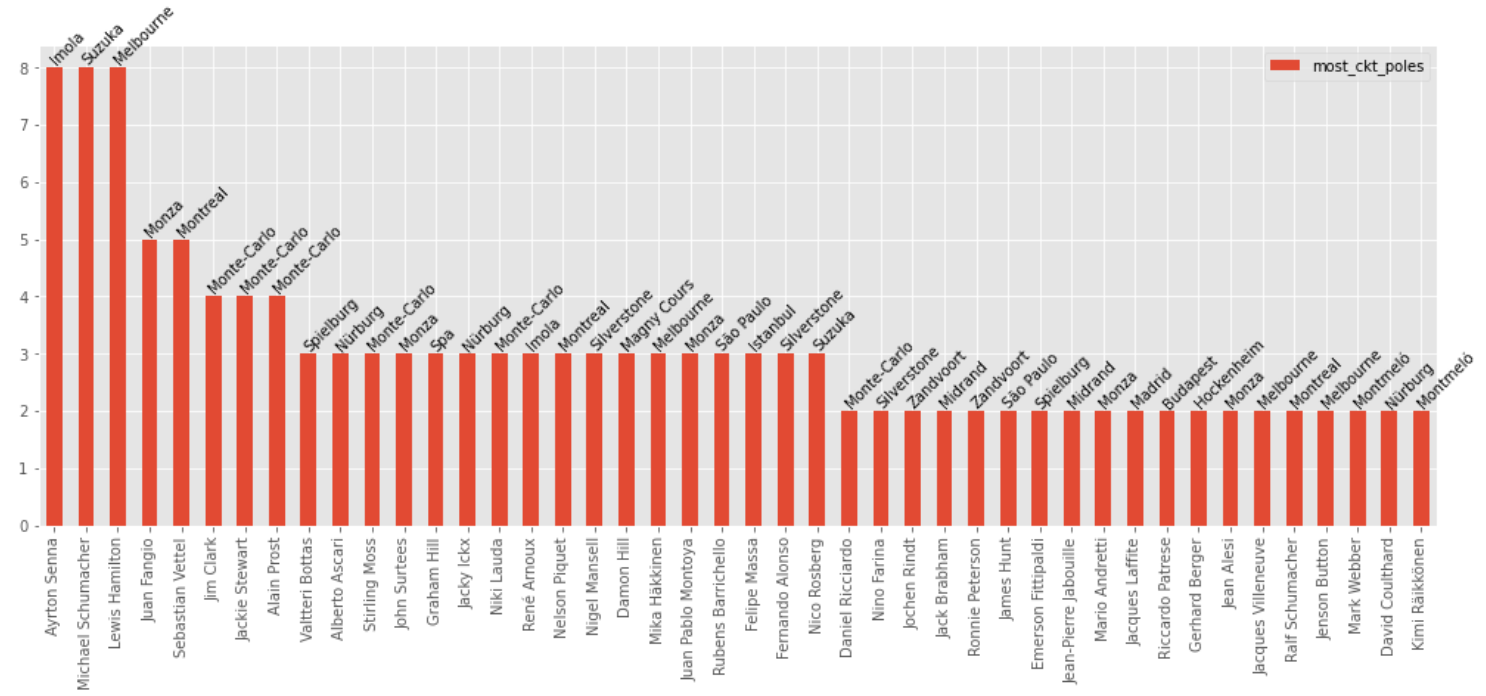 Imola
Suzuka
Melbourne
Monza
Montreal
Monte-Carlo
Monte-Carlo
Monte-Carlo
Spielburg
Nürburg
Monte-Carlo
Monza
Spa
Nürburg
Monte-Carlo
Imola
Montreal
Silverstone
Magny Cours
Melbourne
Monza
São Paulo
Istanbul
Silverstone
Suzuka
Monte-Carlo
Silverstone
Zandvoort
Midrand
Zandvoort
São Paulo
Spielburg
Midrand
Monza
Madrid
Budapest
Hockenheim
Monza
Melbourne
Montreal
Melbourne
Montmeló
Nürburg
Montmeló
most_ckt_poles
8
7
6
5
4
3
2
1
0
Ayrton Senna
Michael Schumacher
Lewis Hamilton
Juan Fangio
Sebastian Vettel
Jim Clark
Jackie Stewart
Alain Prost
Valtteri Bottas
Alberto Ascari
Stirling Moss
John Surtees
Graham Hill
Jacky Ickx
Niki Lauda
René Arnoux
Nelson Piquet
Nigel Mansell
Damon Hill
Mika Häkkinen
Juan Pablo Montoya
Rubens Barrichello
Felipe Massa
Fernando Alonso
Nico Rosberg
Daniel Ricciardo
Nino Farina
Jochen Rindt
Jack Brabham
Ronnie Peterson
James Hunt
Emerson Fittipaldi
Jean-Pierre Jabouille
Mario Andretti
Jacques Laffite
Riccardo Patrese
Gerhard Berger
Jean Alesi
Jacques Villeneuve
Ralf Schumacher
Jenson Button
Mark Webber
David Coulthard
Kimi Räikkönen